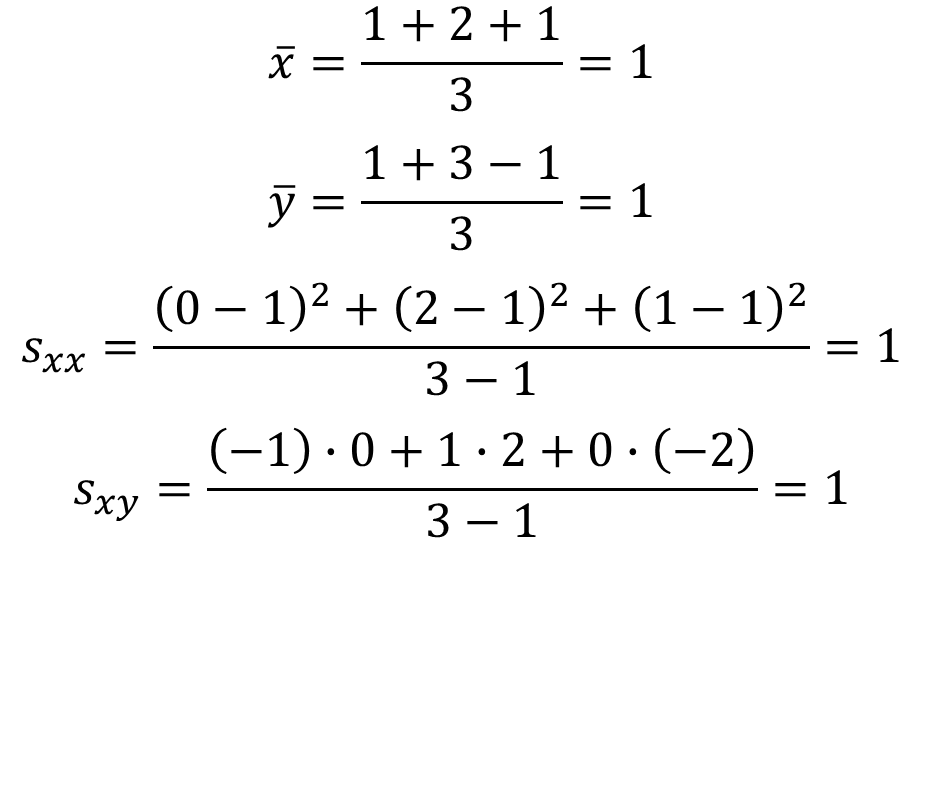 x̄ = (1 + 2 + 1)/3 = 1
ȳ = (1 + 3 − 1)/3 = 1
sₓₓ = ((0 − 1)² + (2 − 1)² + (1 − 1)²)/(3 − 1) = 1
s_xy = ((−1) · 0 + 1 · 2 + 0 · (−2))/(3 − 1) = 1